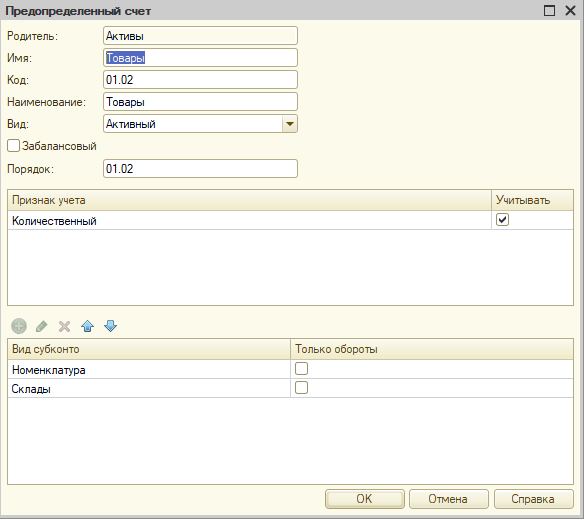 Предопределенный счет
Родитель: Активы
Имя: Товары
Код: 01.02
Наименование: Товары
Вид: Активный
Забалансовый
Порядок: 01.02
Признак учета Учитывать
Количественный
Вид субконто Только обороты
Номенклатура
Склады
OK Отмена Справка